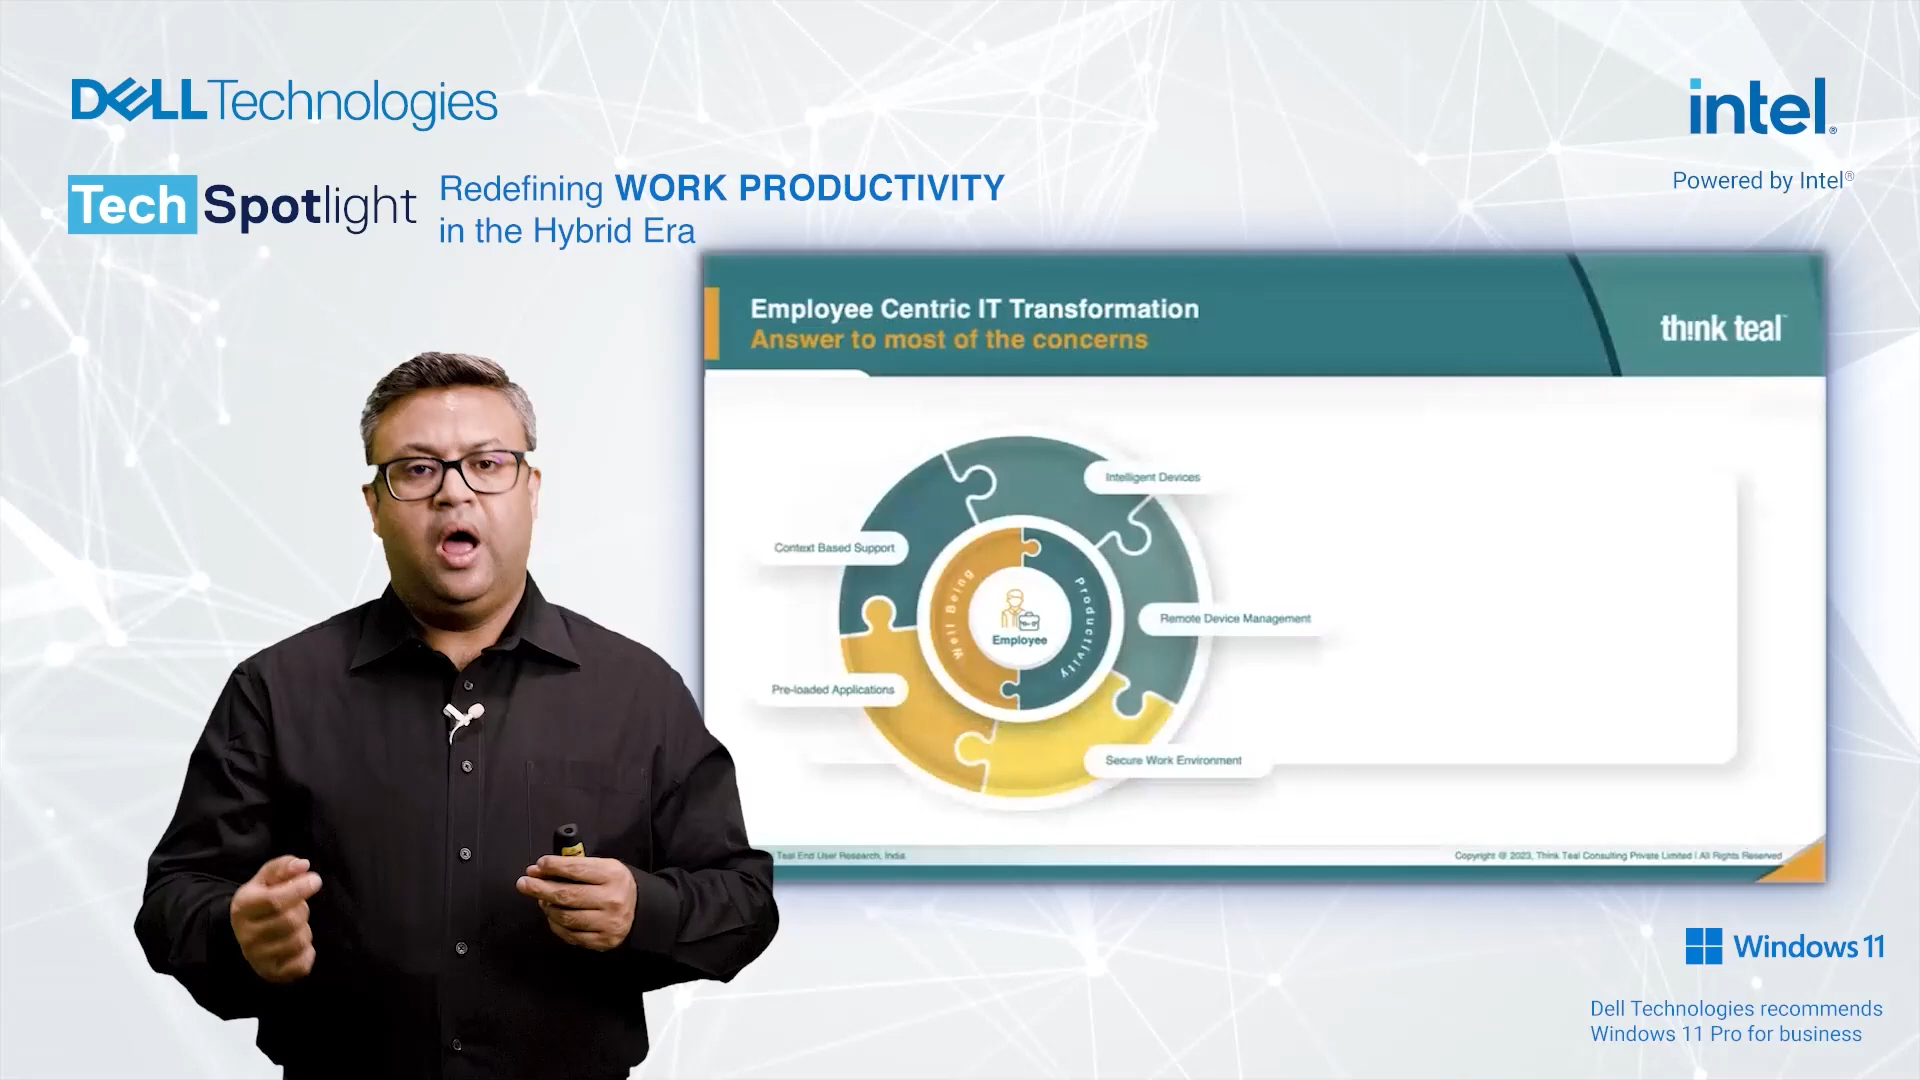 DELL Technologies
intel®
Powered by Intel®
Tech Spotlight
Redefining WORK PRODUCTIVITY
in the Hybrid Era
Employee Centric IT Transformation
Answer to most of the concerns
th!nk teal™
Intelligent Devices
Context Based Support
Well Being
Productivity
Employee
Remote Device Management
Pre-loaded Applications
Secure Work Environment
Teal End User Research, India
Copyright @ 2023, Think Teal Consulting Private Limited | All Rights Reserved
Windows 11
Dell Technologies recommends
Windows 11 Pro for business